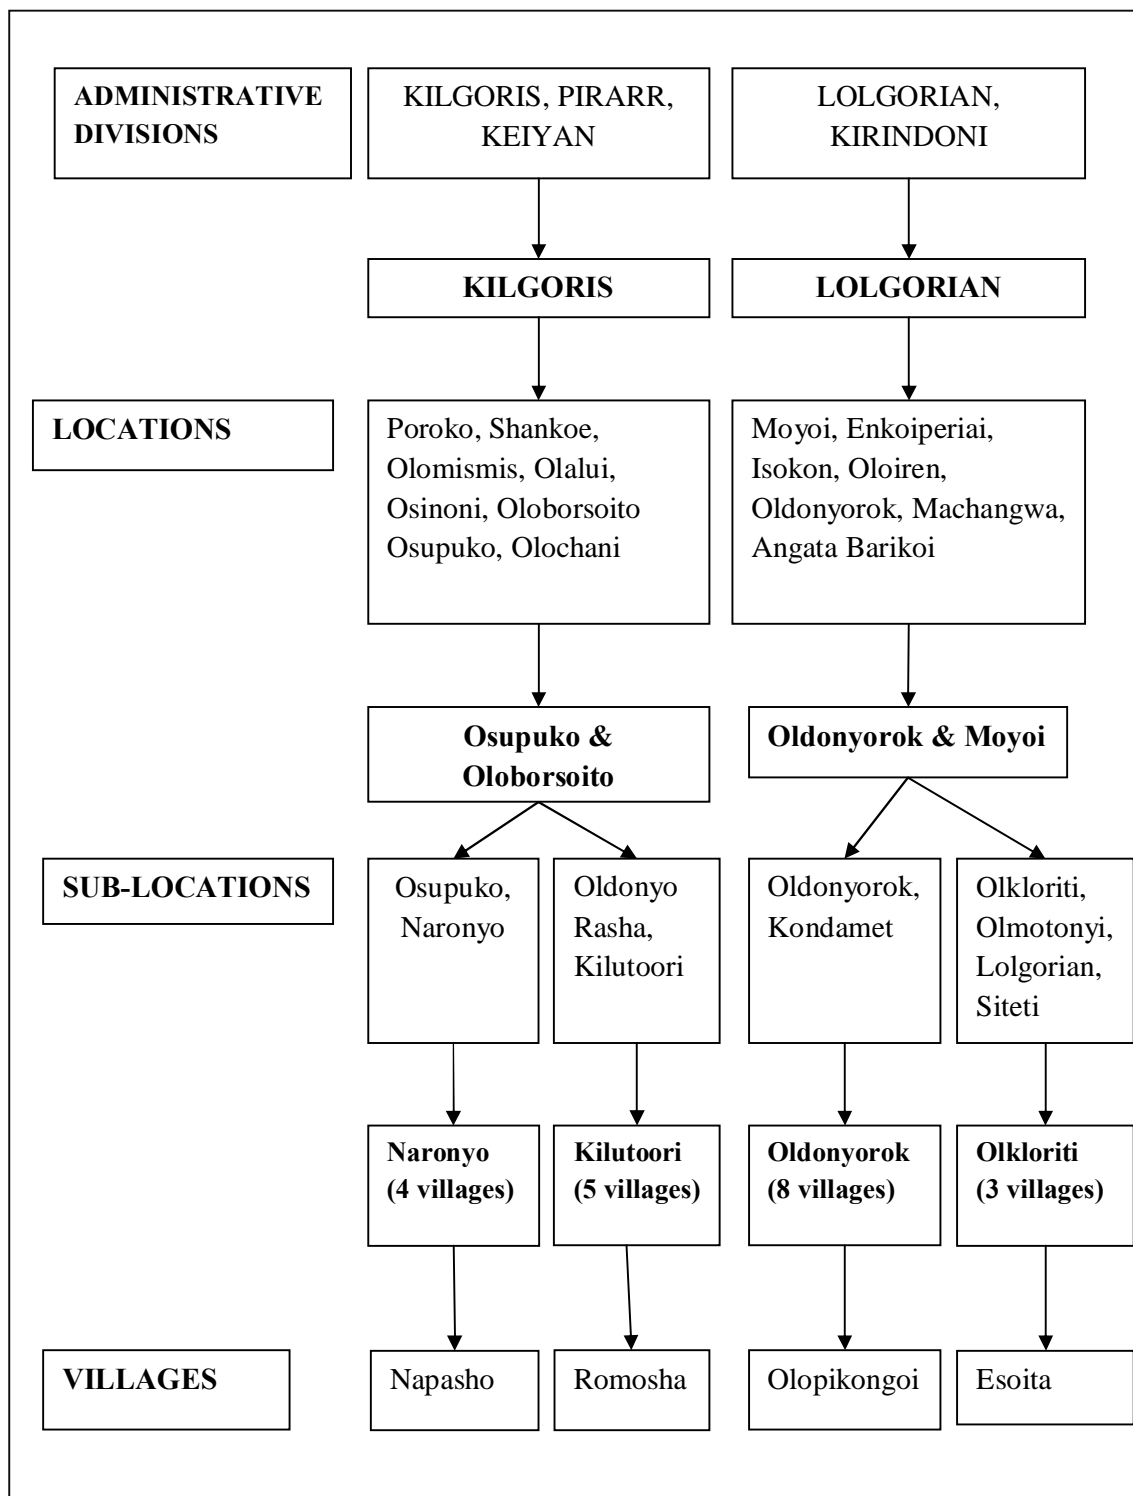 ADMINISTRATIVE
DIVISIONS
KILGORIS, PIRARR,
KEIYAN
LOLGORIAN,
KIRINDONI
KILGORIS
LOLGORIAN
LOCATIONS
Poroko, Shankoe,
Olomismis, Olalui,
Osinoni, Oloborsoito
Osupuko, Olochani
Moyoi, Enkoiperiai,
Isokon, Oloiren,
Oldonyorok, Machangwa,
Angata Barikoi
Osupuko &
Oloborsoito
Oldonyorok & Moyoi
SUB-LOCATIONS
Osupuko,
Naronyo
Oldonyo
Rasha,
Kilutoori
Oldonyorok,
Kondamet
Olkloriti,
Olmotonyi,
Lolgorian,
Siteti
Naronyo
(4 villages)
Kilutoori
(5 villages)
Oldonyorok
(8 villages)
Olkloriti
(3 villages)
VILLAGES
Napasho
Romosha
Olopikongoi
Esoita